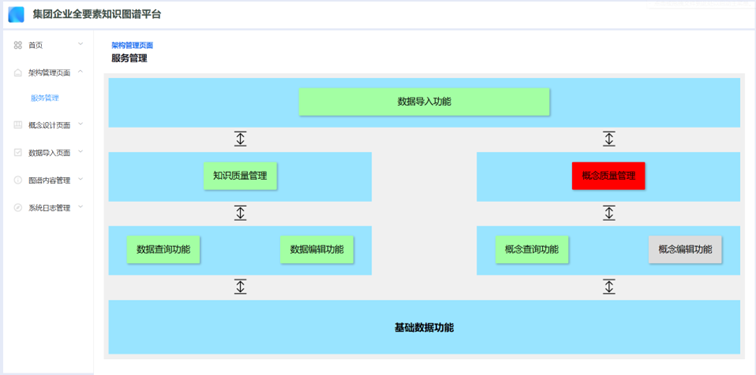 集团企业全要素知识图谱平台
首页
架构管理页面
服务管理
概念设计页面
数据导入页面
图谱内容管理
系统日志管理
架构管理页面
服务管理
数据导入功能
知识质量管理
概念质量管理
数据查询功能
数据编辑功能
概念查询功能
概念编辑功能
基础数据功能